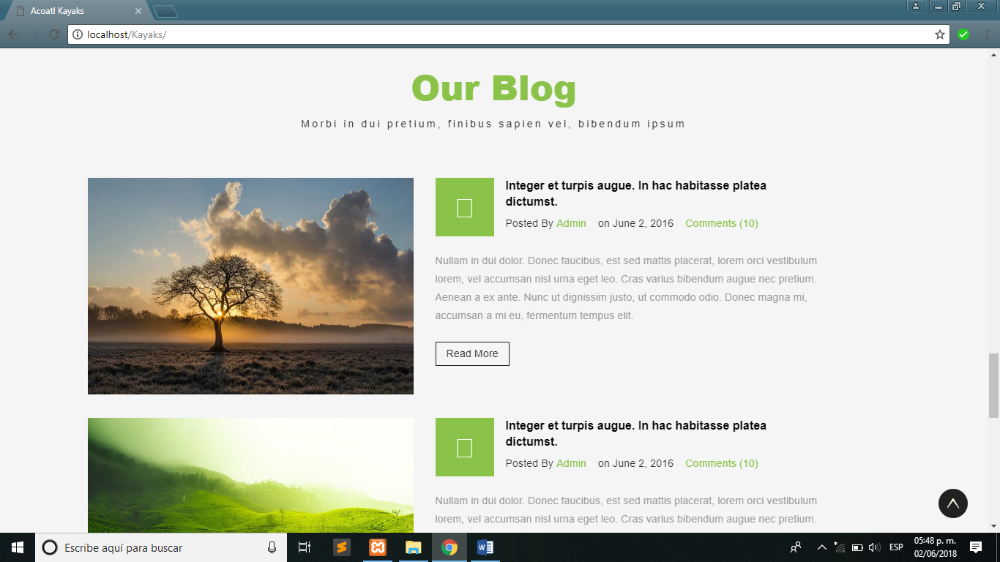 Acoatl Kayaks
localhost/Kayaks/
Our Blog
Morbi in dui pretium, finibus sapien vel, bibendum ipsum
Integer et turpis augue. In hac habitasse platea
dictumst.
Posted By Admin on June 2, 2016 Comments (10)
Nullam in dui dolor. Donec faucibus, est sed mattis placerat, lorem orci vestibulum
lorem, vel accumsan nisl urna eget leo. Cras varius bibendum augue nec pretium.
Aenean a ex ante. Nunc ut dignissim justo, ut commodo odio. Donec magna mi,
accumsan a mi eu, fermentum tempus elit.
Read More
Integer et turpis augue. In hac habitasse platea
dictumst.
Posted By Admin on June 2, 2016 Comments (10)
Nullam in dui dolor. Donec faucibus, est sed mattis placerat, lorem orci vestibulum
lorem, vel accumsan nisl urna eget leo. Cras varius bibendum augue nec pretium.
Escribe aquí para buscar
ESP
05:48 p. m.
02/06/2018